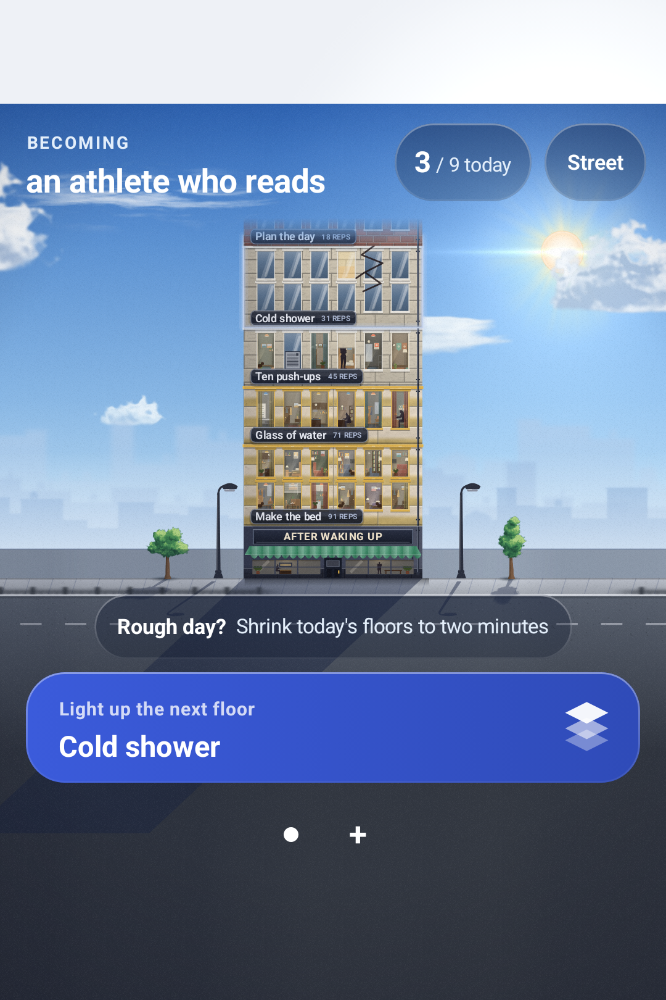 BECOMING
an athlete who reads
3 / 9 today
Street
Plan the day 18 REPS
Cold shower 31 REPS
Ten push-ups 45 REPS
Glass of water 71 REPS
Make the bed 91 REPS
AFTER WAKING UP
Rough day? Shrink today's floors to two minutes
Light up the next floor
Cold shower